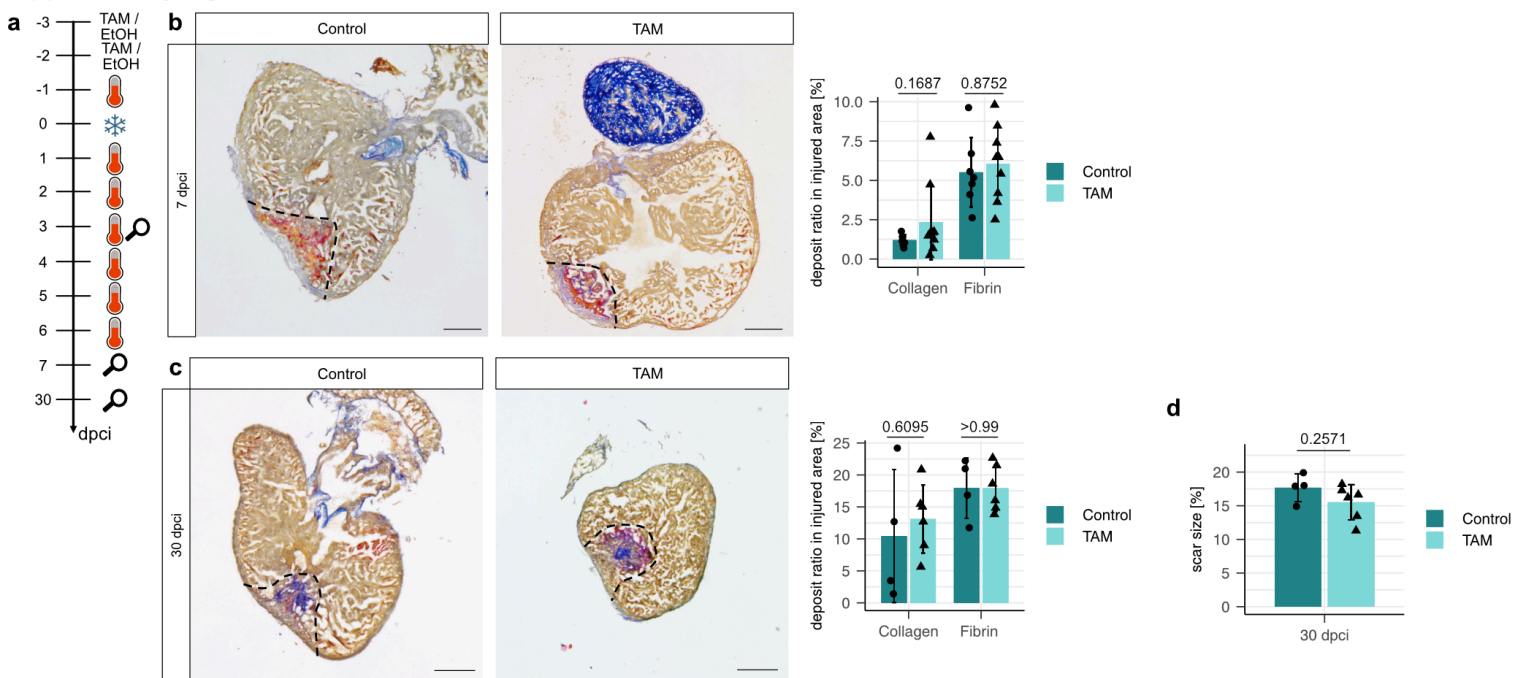 a
-3
TAM /
EtOH
-2
TAM /
EtOH
-1
0
1
2
3
4
5
6
7
30
dpci
b
Control
TAM
7 dpci
deposit ratio in injured area [%]
10.0
7.5
5.0
2.5
0.0
0.1687
0.8752
Collagen
Fibrin
Control
TAM
c
Control
TAM
30 dpci
deposit ratio in injured area [%]
25
20
15
10
5
0
0.6095
>0.99
Collagen
Fibrin
Control
TAM
d
scar size [%]
20
15
10
5
0
0.2571
30 dpci
Control
TAM